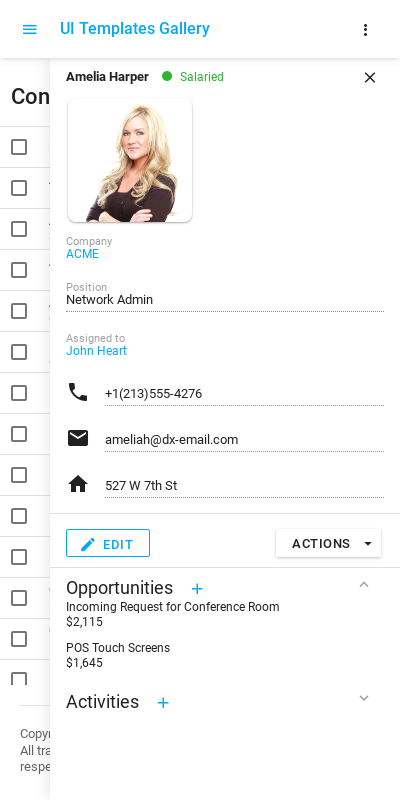 UI Templates Gallery
Con
Amelia Harper
Salaried
Company
ACME
Position
Network Admin
Assigned to
John Heart
+1(213)555-4276
ameliah@dx-email.com
527 W 7th St
EDIT
ACTIONS
Opportunities
Incoming Request for Conference Room
$2,115
POS Touch Screens
$1,645
Activities
Copyr
All tra
respe